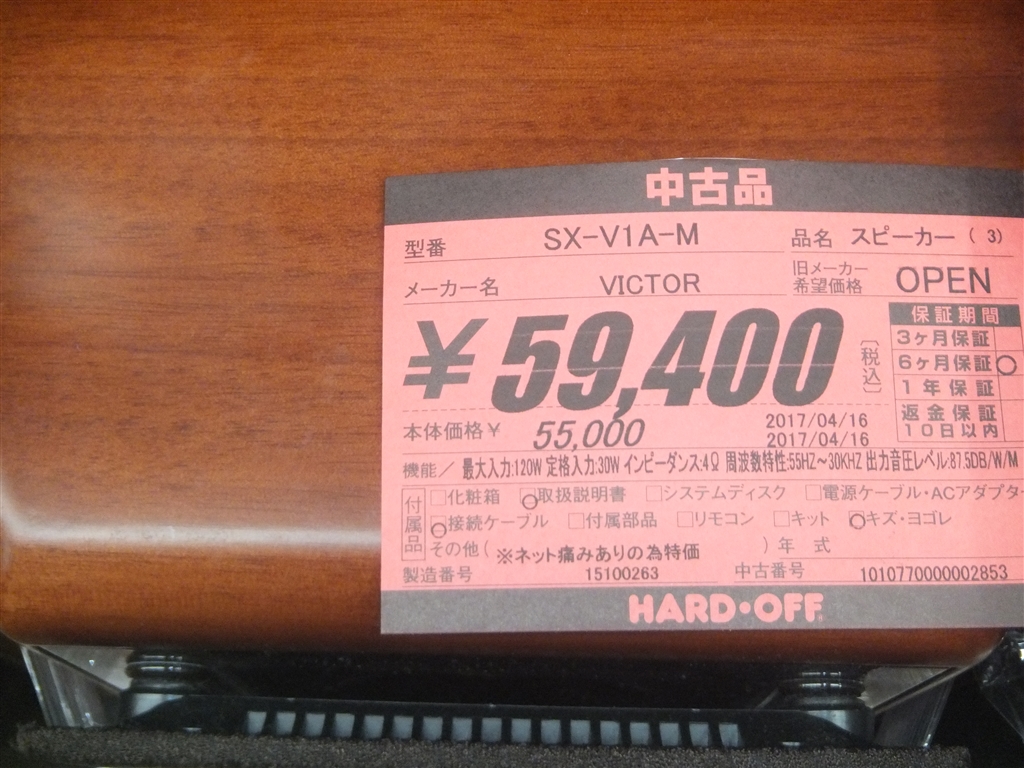 中古品
型番 SX-V1A-M 品名 スピーカー ( 3)
メーカー名 VICTOR 旧メーカー希望価格 OPEN
¥59,400 [税込]
保証期間
3ヶ月保証
6ヶ月保証○
1年保証
返金保証
10日以内
本体価格¥ 55,000 2017/04/16
2017/04/16
機能／ 最大入力:120W 定格入力:30W インピーダンス:4Ω 周波数特性:55HZ～30KHZ 出力音圧レベル:87.5DB/W/M
付属品 □化粧箱 □取扱説明書 □システムディスク □電源ケーブル・ACアダプター
□接続ケーブル □付属部品 □リモコン □キット □キズ・ヨゴレ
その他( ※ネット痛みありの為特価 ) 年 式
製造番号 15100263 中古番号 1010770000002853
HARD・OFF